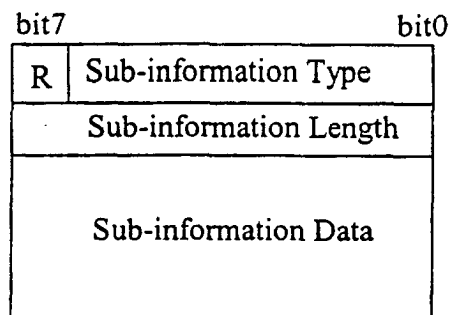 bit7 bit0
R Sub-information Type
Sub-information Length
Sub-information Data